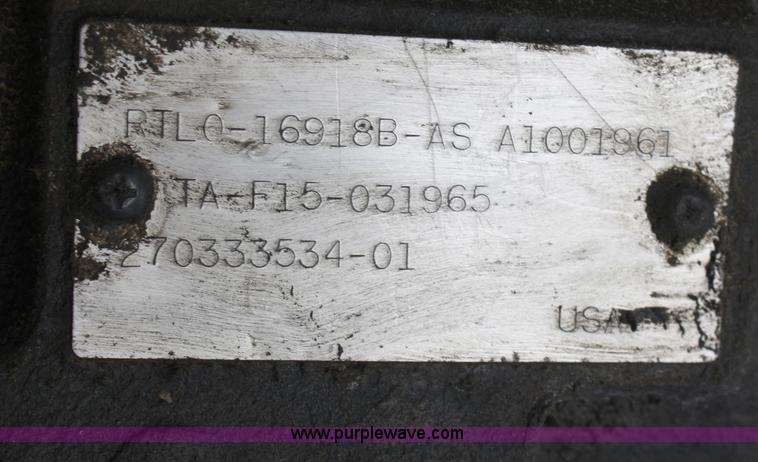 RTLO-16918B-AS A1001961
TA-F15-031965
270333534-01
USA
www.purplewave.com